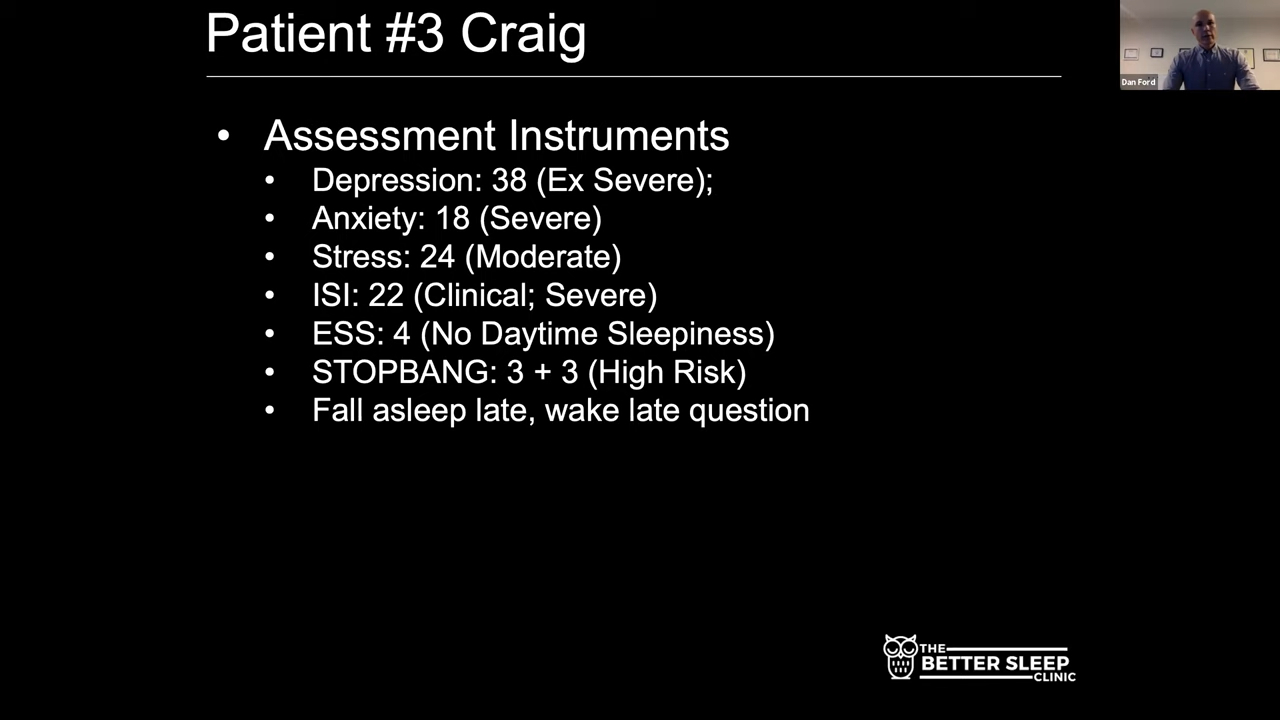 Patient #3 Craig
Dan Ford
• Assessment Instruments
• Depression: 38 (Ex Severe);
• Anxiety: 18 (Severe)
• Stress: 24 (Moderate)
• ISI: 22 (Clinical; Severe)
• ESS: 4 (No Daytime Sleepiness)
• STOPBANG: 3 + 3 (High Risk)
• Fall asleep late, wake late question
THE
BETTER SLEEP
CLINIC